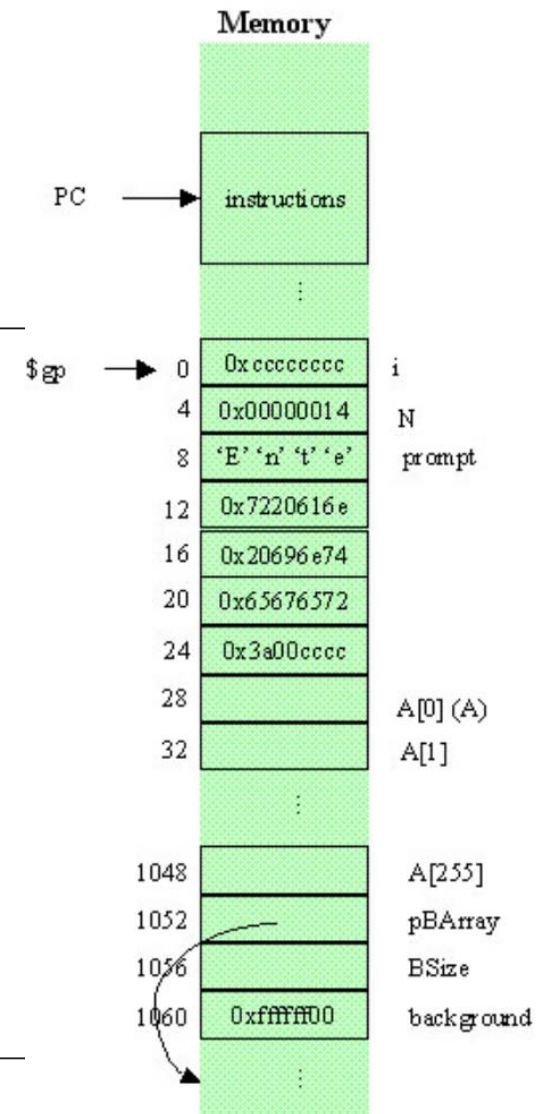 Memory
PC instructions
⋮
$gp 0 0xcccccccc i
4 0x00000014 N
8 ‘E’ ‘n’ ‘t’ ‘e’ prompt
12 0x7220616e
16 0x20696e74
20 0x65676572
24 0x3a00cccc
28 A[0] (A)
32 A[1]
⋮
1048 A[255]
1052 pBArray
1056 BSize
1060 0xffffff00 background
⋮